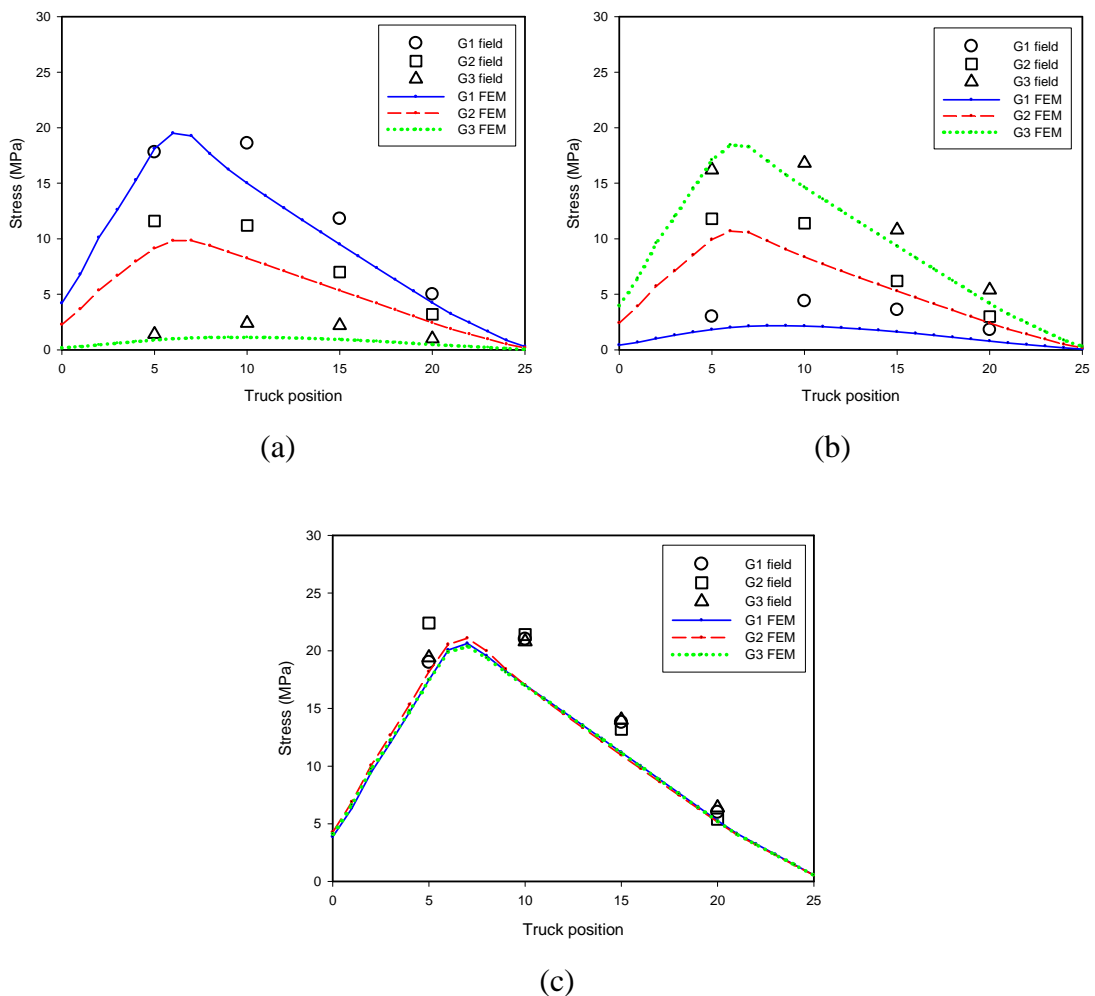 30
25
20
15
10
5
0
Stress (MPa)
0 5 10 15 20 25
Truck position
G1 field
G2 field
G3 field
G1 FEM
G2 FEM
G3 FEM
(a)
30
25
20
15
10
5
0
Stress (MPa)
0 5 10 15 20 25
Truck position
G1 field
G2 field
G3 field
G1 FEM
G2 FEM
G3 FEM
(b)
30
25
20
15
10
5
0
Stress (MPa)
0 5 10 15 20 25
Truck position
G1 field
G2 field
G3 field
G1 FEM
G2 FEM
G3 FEM
(c)